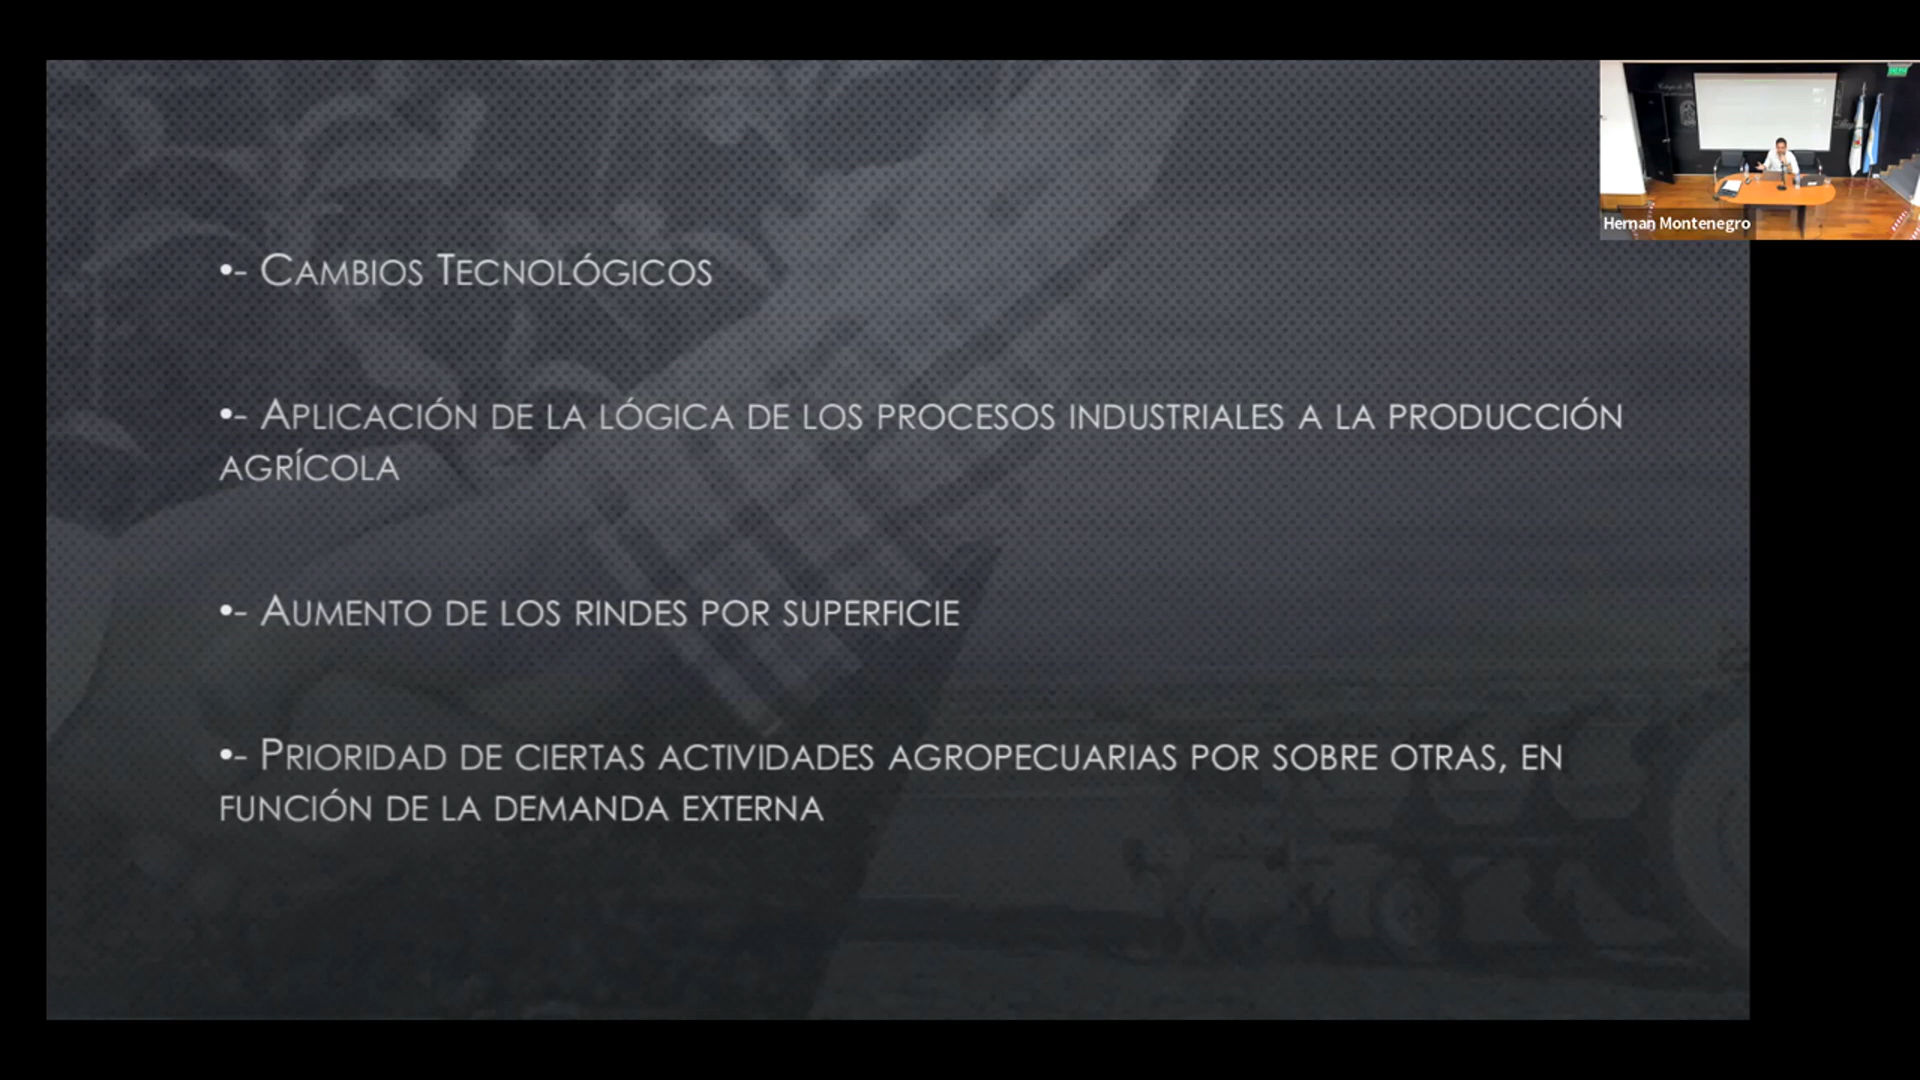 •- Cambios Tecnológicos
•- Aplicación de la lógica de los procesos industriales a la producción
agrícola
•- Aumento de los rindes por superficie
•- Prioridad de ciertas actividades agropecuarias por sobre otras, en
función de la demanda externa
Hernan Montenegro